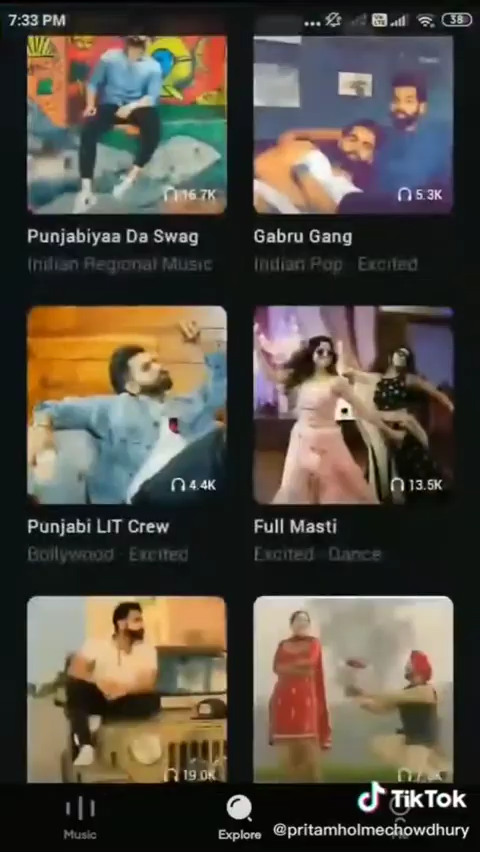 7:33 PM
38
16.7K
5.3K
Punjabiyaa Da Swag
Gabru Gang
Indian Regional Music
Indian Pop · Excited
4.4K
13.5K
Punjabi LIT Crew
Full Masti
Bollywood · Excited
Excited · Dance
19.0K
TikTok
Music
Explore
@pritamholmechowdhury